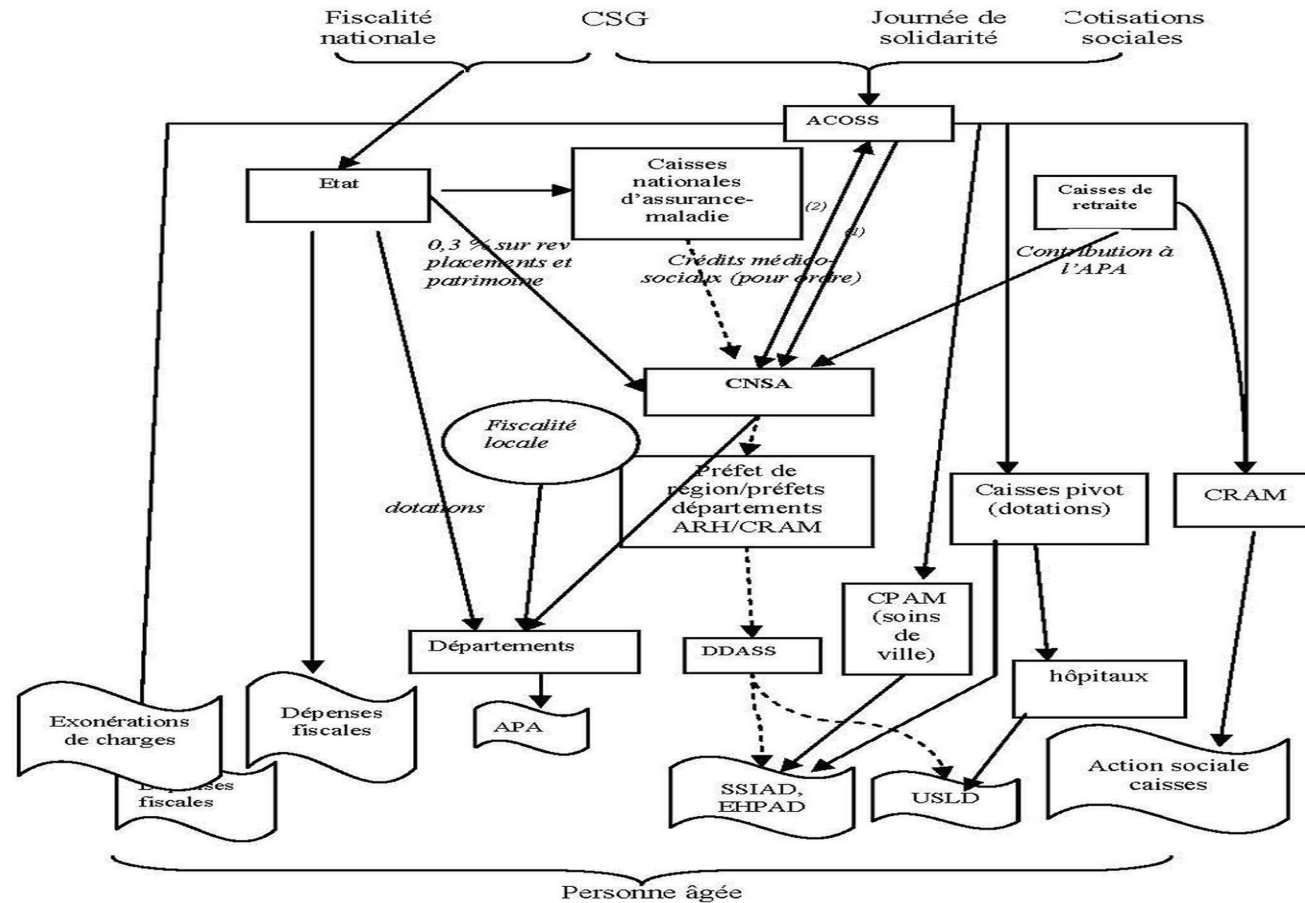 Fiscalité
nationale
CSG
Journée de
solidarité
Cotisations
sociales
ACOSS
Etat
Caisses
nationales
d'assurance-
maladie
Caisses de
retraite
(2)
(1)
0,3 % sur rev
placements et
patrimoine
Crédits médico-
sociaux (pour ordre)
Contribution à
l'APA
CNSA
Fiscalité
locale
Préfet de
région/préfets
départements
ARH/CRAM
Caisses pivot
(dotations)
CRAM
dotations
CPAM
(soins
de
ville)
Départements
DDASS
hôpitaux
Exonérations
de charges
Dépenses
fiscales
APA
Dépenses
fiscales
SSIAD,
EHPAD
USLD
Action sociale
caisses
Personne âgée